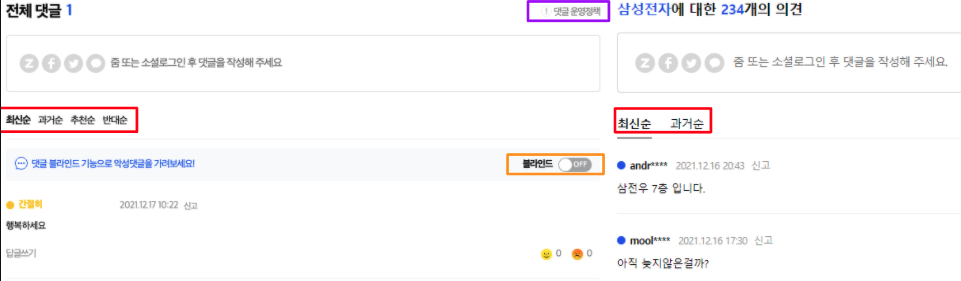 전체 댓글 1
! 댓글 운영정책
z f 줌 또는 소셜로그인 후 댓글을 작성해 주세요
최신순 과거순 추천순 반대순
댓글 블라인드 기능으로 악성댓글을 가려보세요!
블라인드 OFF
간절히 2021.12.17 10:22 신고
행복하세요
답글쓰기
0 0
삼성전자에 대한 234개의 의견
z f 줌 또는 소셜로그인 후 댓글을 작성해 주세요.
최신순 과거순
andr**** 2021.12.16 20:43 신고
삼전우 7층 입니다.
mool**** 2021.12.16 17:30 신고
아직 늦지않은걸까?